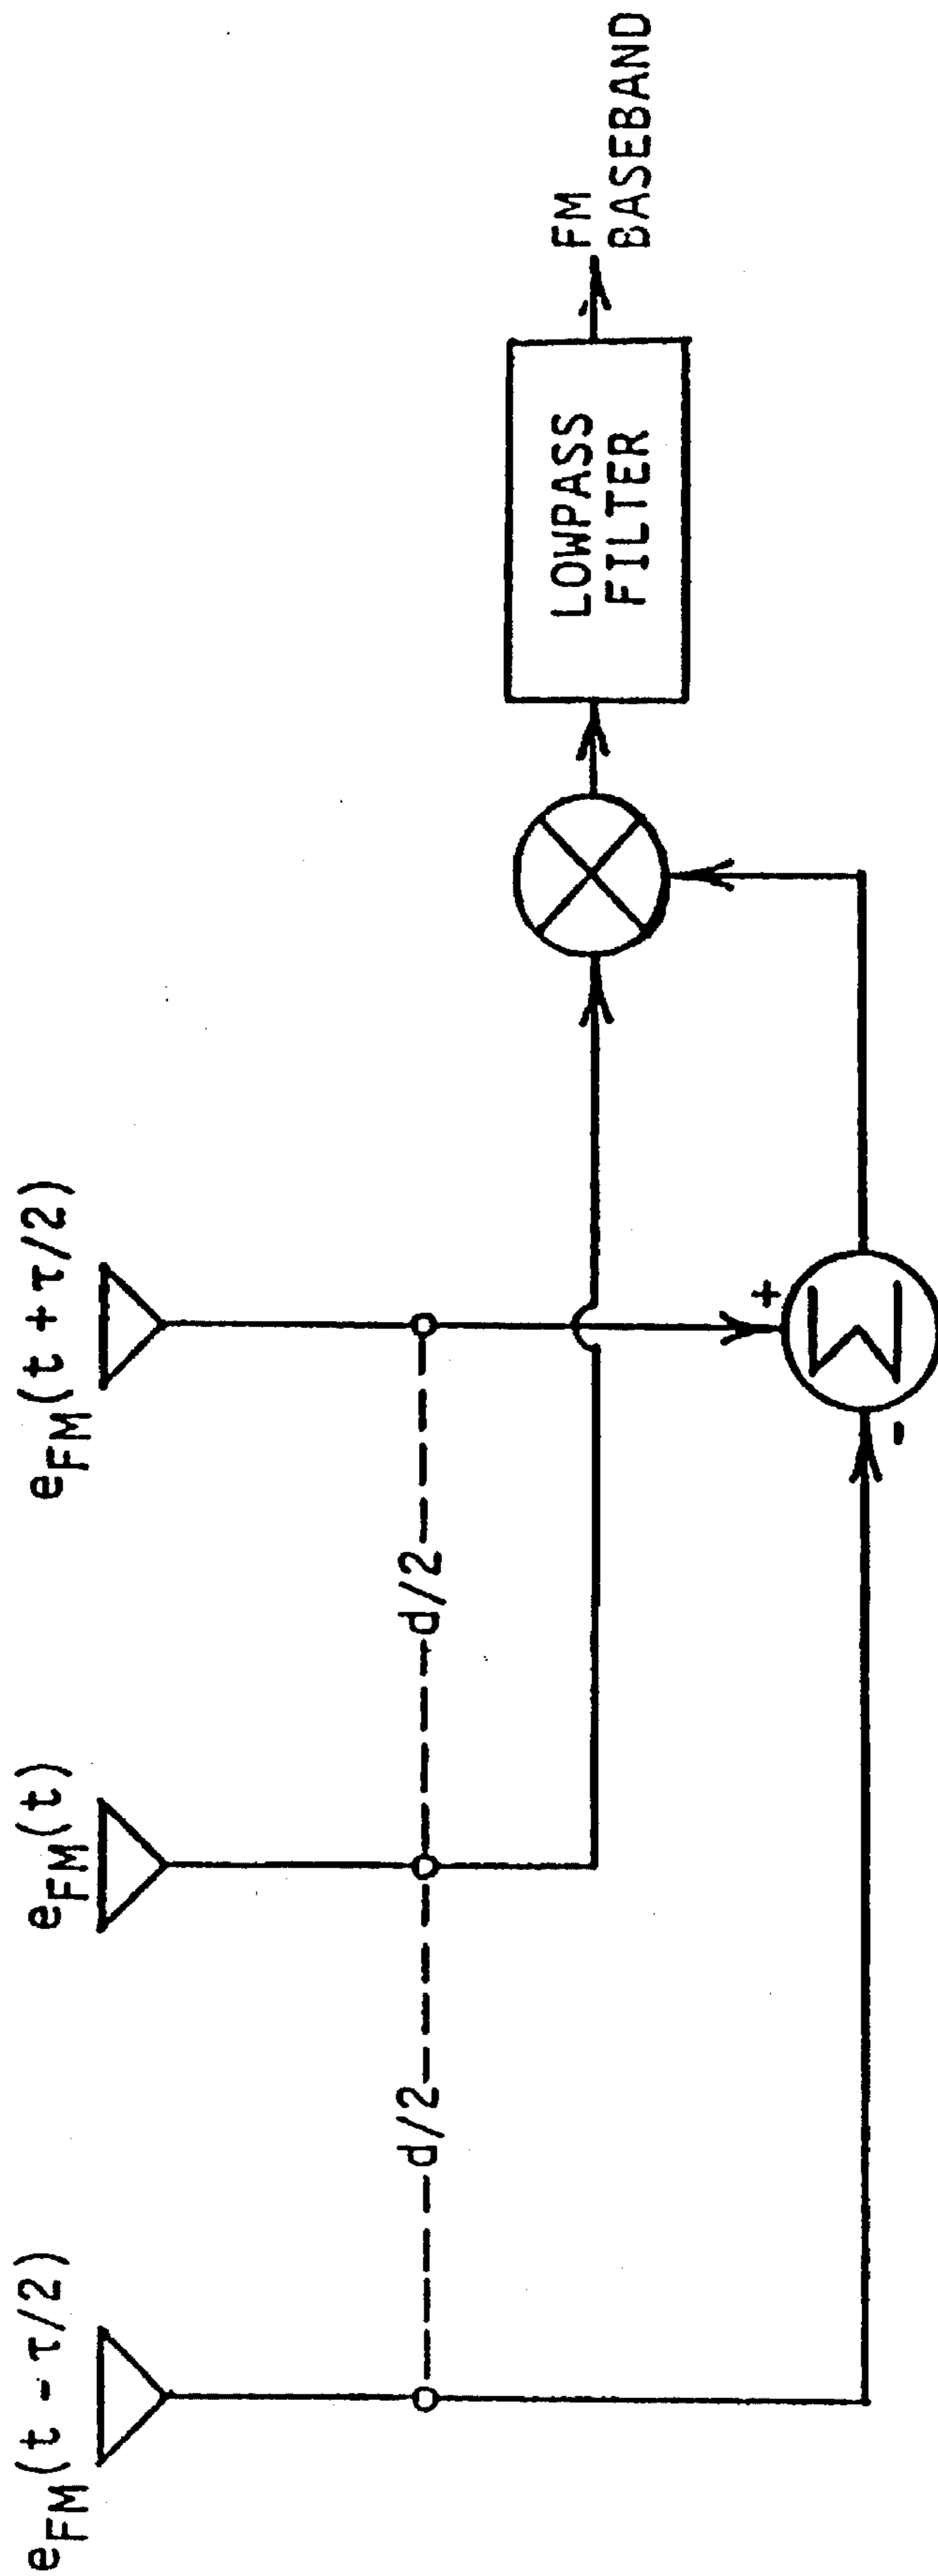 e_FM(t - τ/2)
e_FM(t)
e_FM(t + τ/2)
d/2
d/2
+
-
Σ
LOWPASS
FILTER
FM
BASEBAND